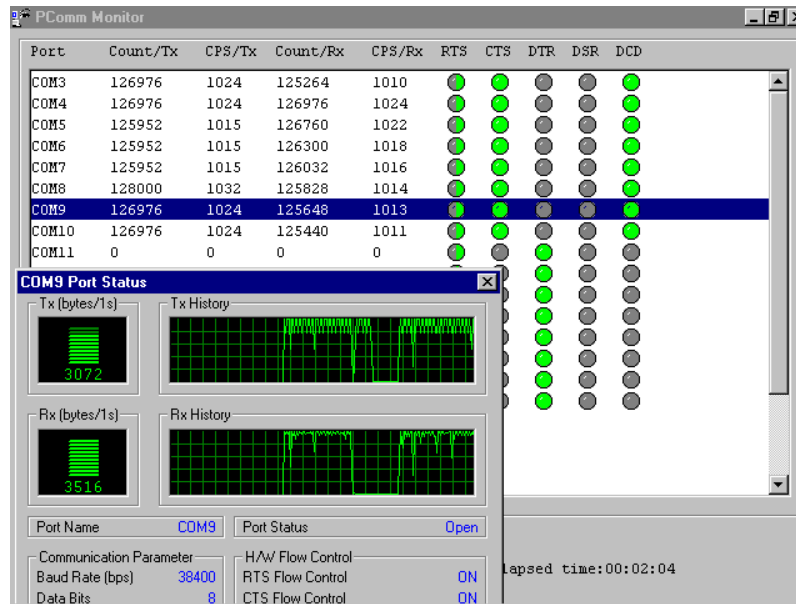 PComm Monitor
Port Count/Tx CPS/Tx Count/Rx CPS/Rx RTS CTS DTR DSR DCD
COM3 126976 1024 125264 1010
COM4 126976 1024 126976 1024
COM5 125952 1015 126760 1022
COM6 125952 1015 126300 1018
COM7 125952 1015 126032 1016
COM8 128000 1032 125828 1014
COM9 126976 1024 125648 1013
COM10 126976 1024 125440 1011
COM11 0 0 0 0
COM9 Port Status
Tx (bytes/1s) Tx History
3072
Rx (bytes/1s) Rx History
3516
Port Name COM9 Port Status Open
Communication Parameter H/W Flow Control
Baud Rate (bps) 38400 RTS Flow Control ON
Data Bits 8 CTS Flow Control ON
lapsed time:00:02:04